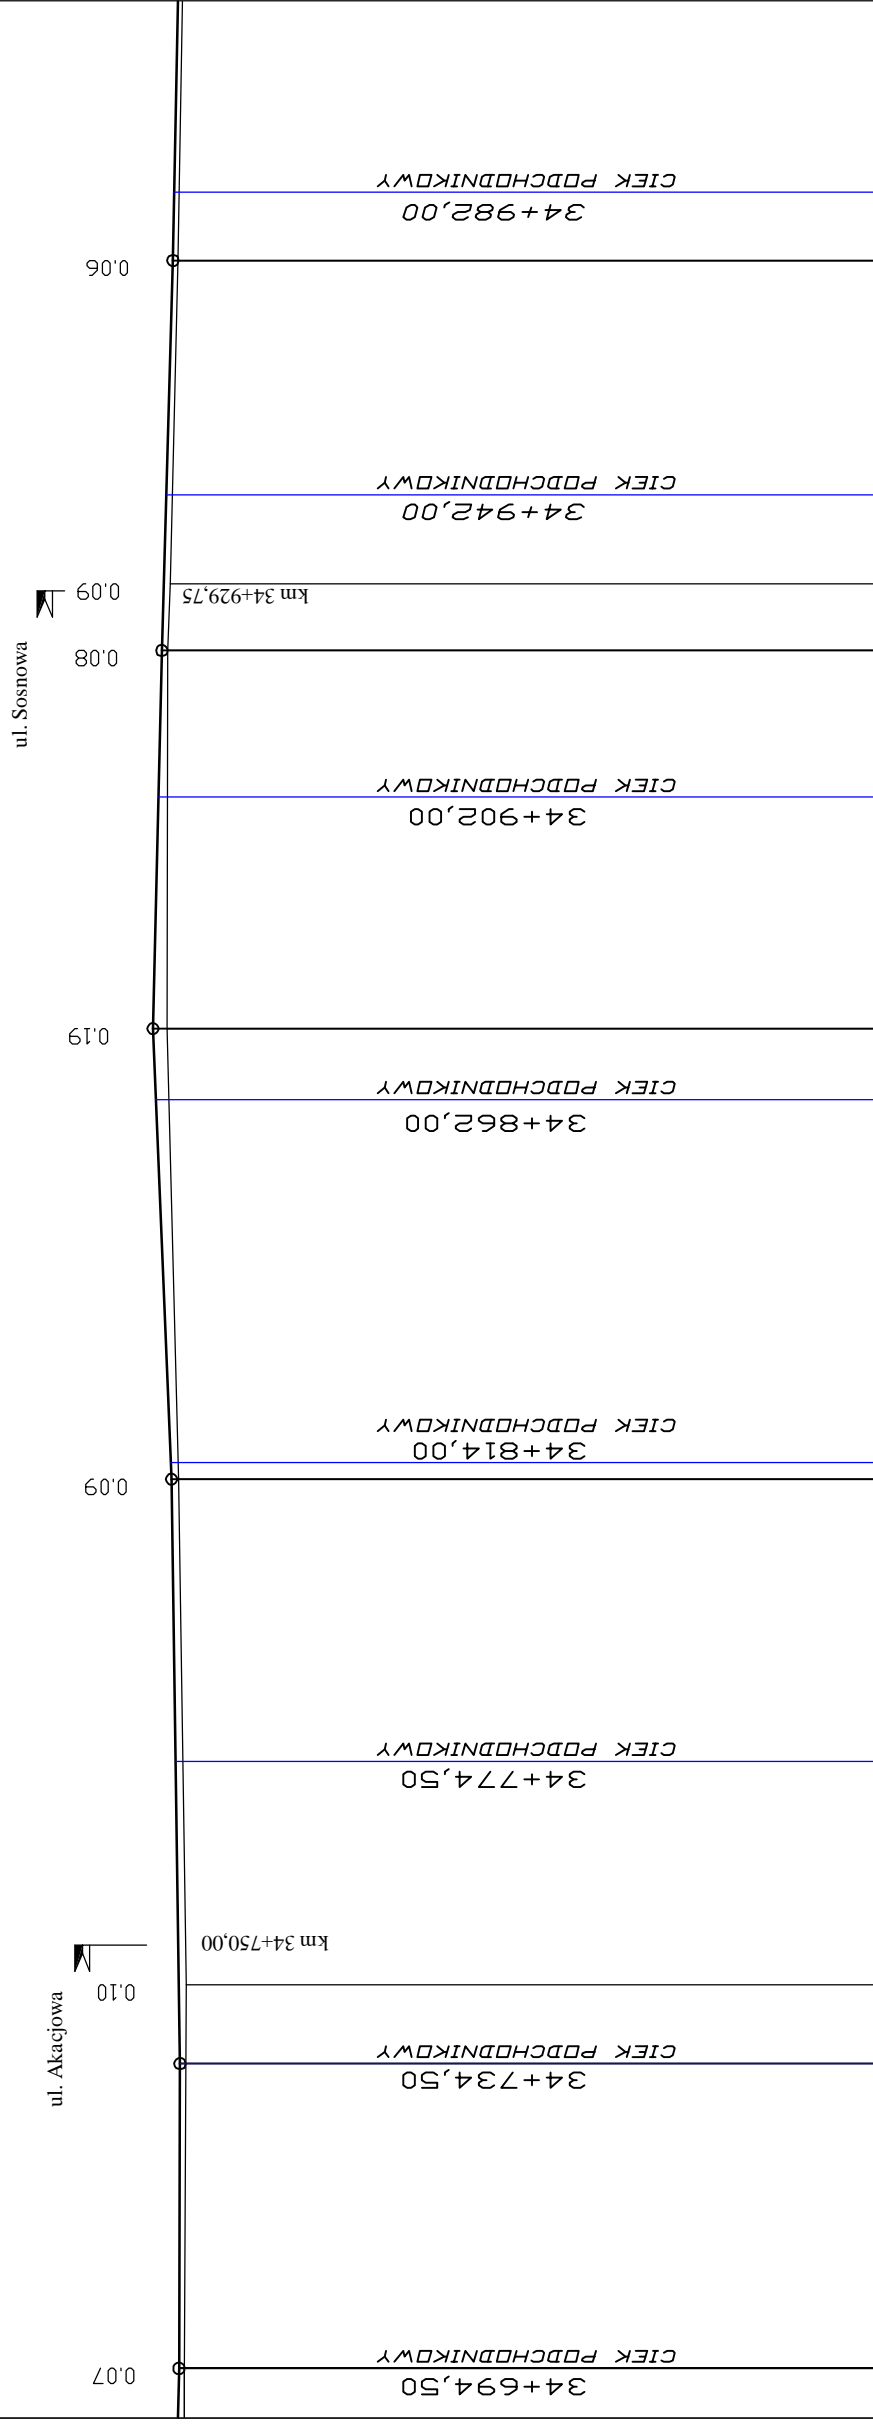 CIEK PODCHODNIKOWY
34+982,00
0.06
CIEK PODCHODNIKOWY
34+942,00
0.09
km 34+929,75
ul. Sosnowa
0.08
CIEK PODCHODNIKOWY
34+902,00
0.19
CIEK PODCHODNIKOWY
34+862,00
CIEK PODCHODNIKOWY
34+814,00
0.09
CIEK PODCHODNIKOWY
34+774,50
km 34+750,00
0.10
ul. Akacjowa
CIEK PODCHODNIKOWY
34+734,50
CIEK PODCHODNIKOWY
0.07
34+694,50